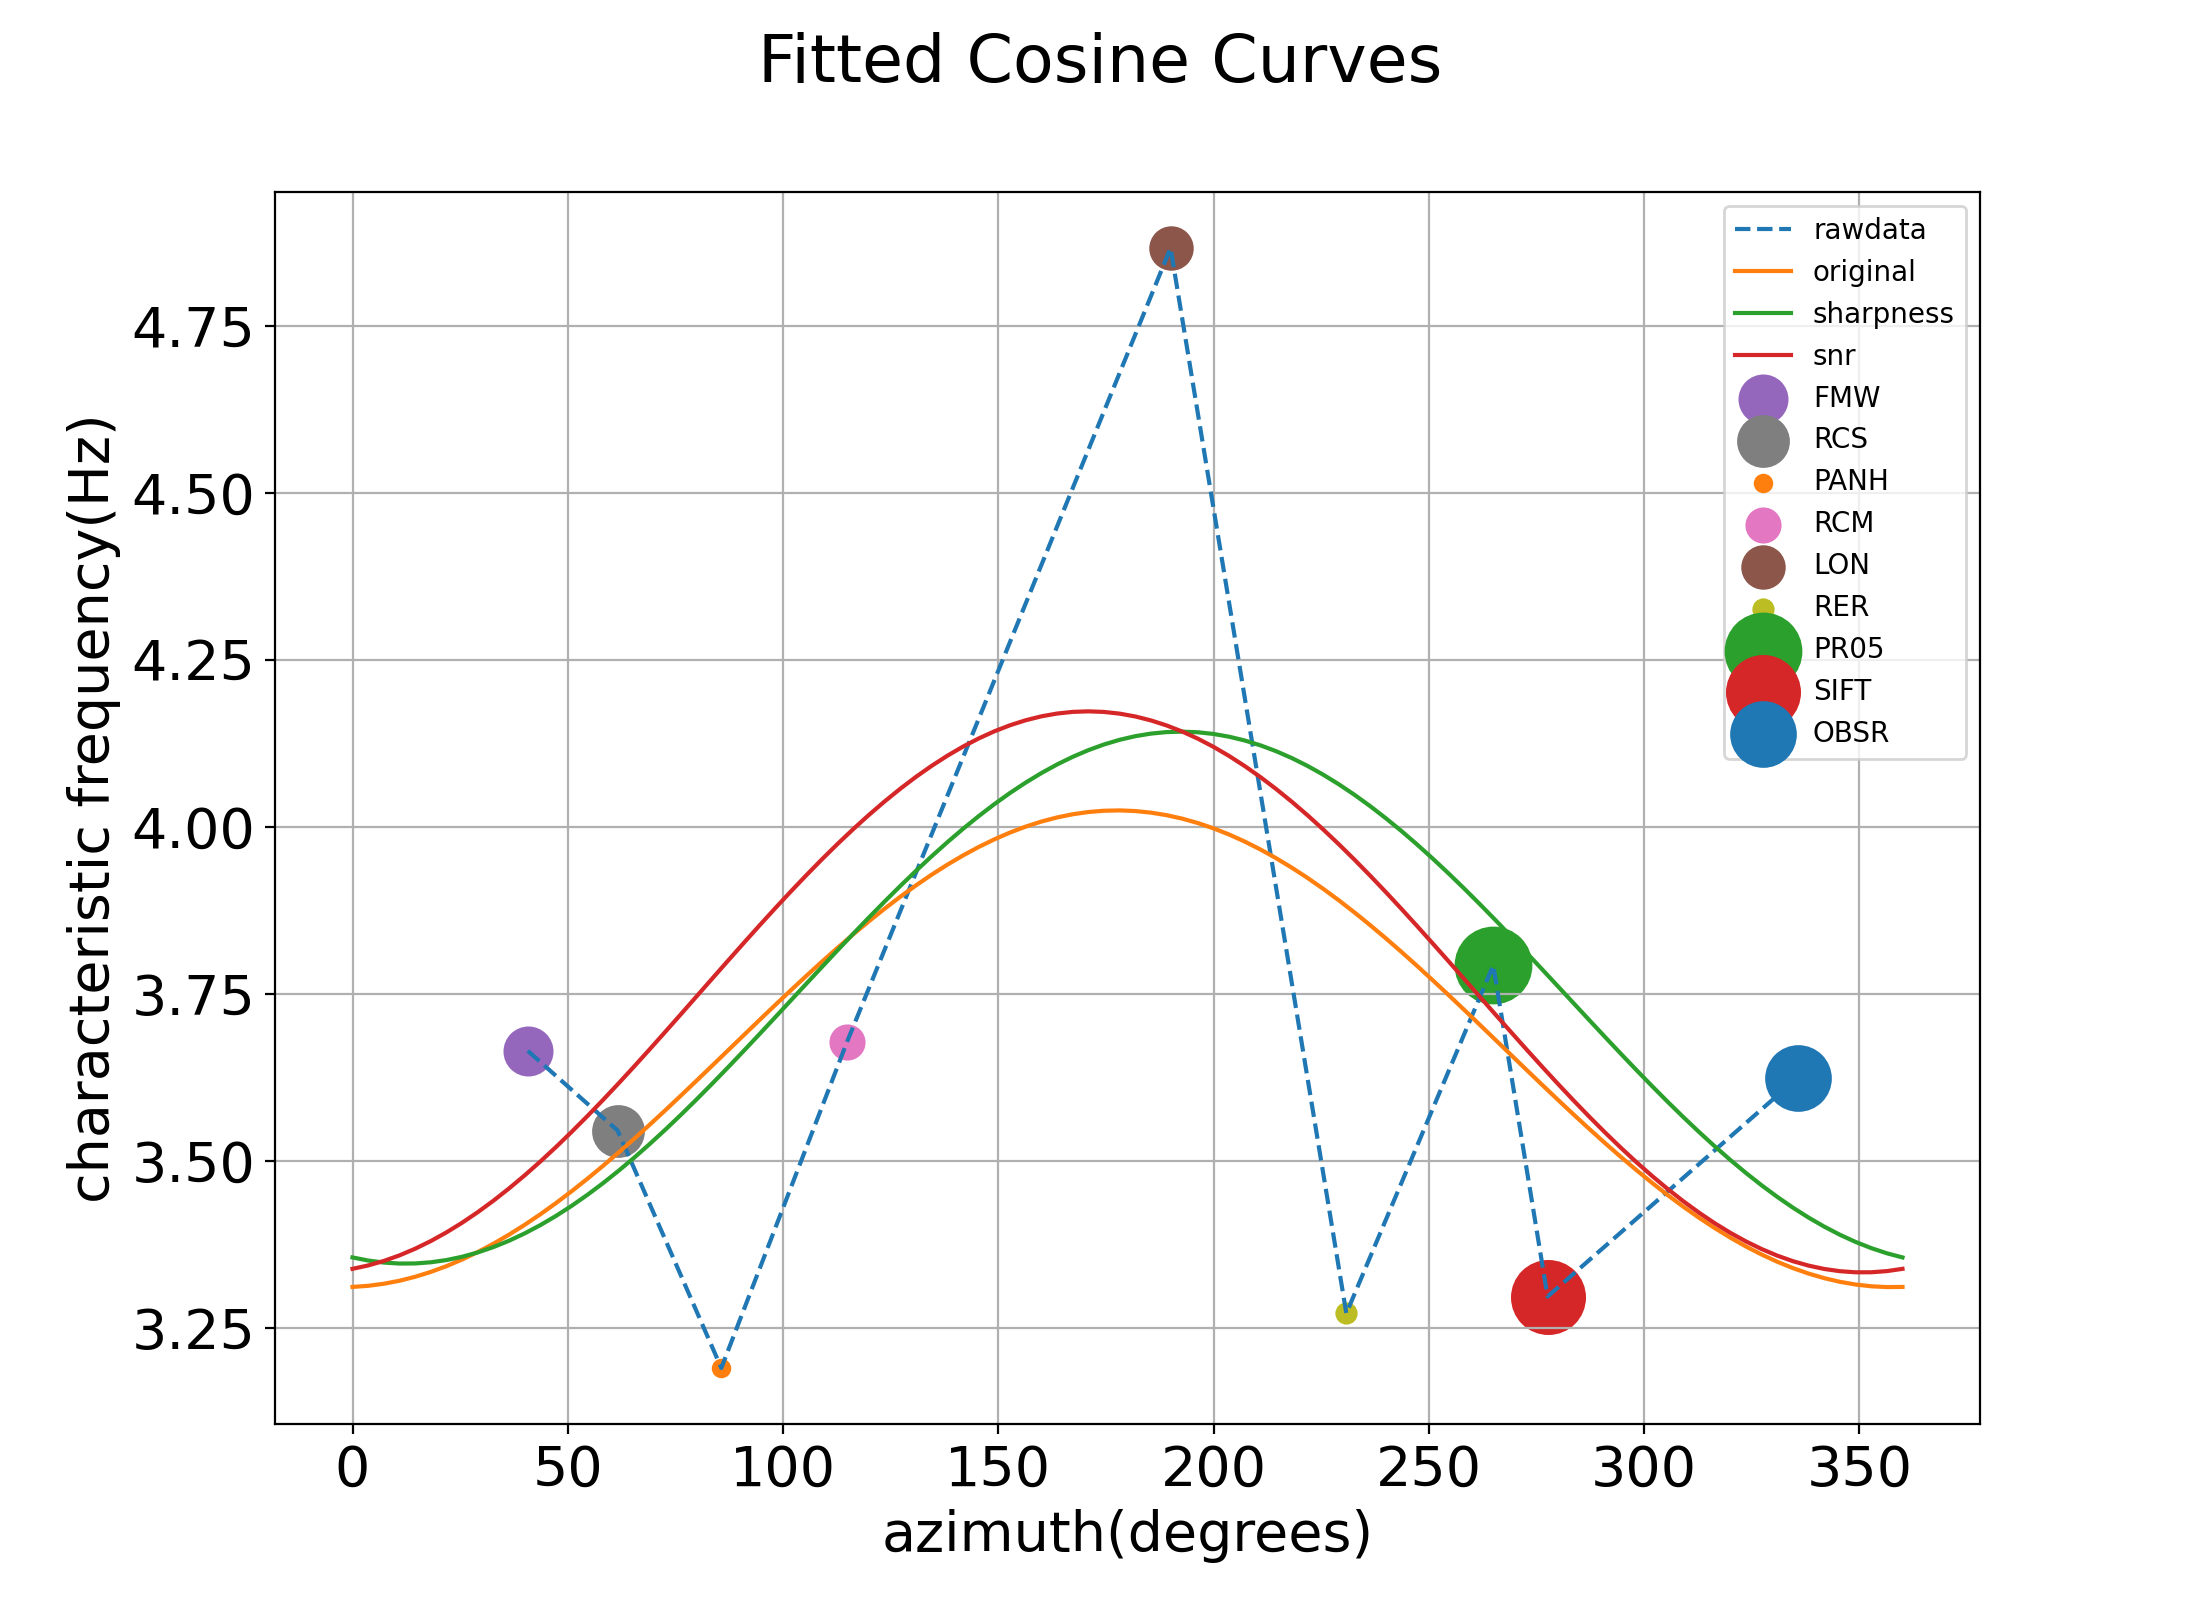 Fitted Cosine Curves
rawdata
original
sharpness
snr
FMW
RCS
PANH
RCM
LON
RER
PR05
SIFT
OBSR
characteristic frequency(Hz)
4.75
4.50
4.25
4.00
3.75
3.50
3.25
0 50 100 150 200 250 300 350
azimuth(degrees)